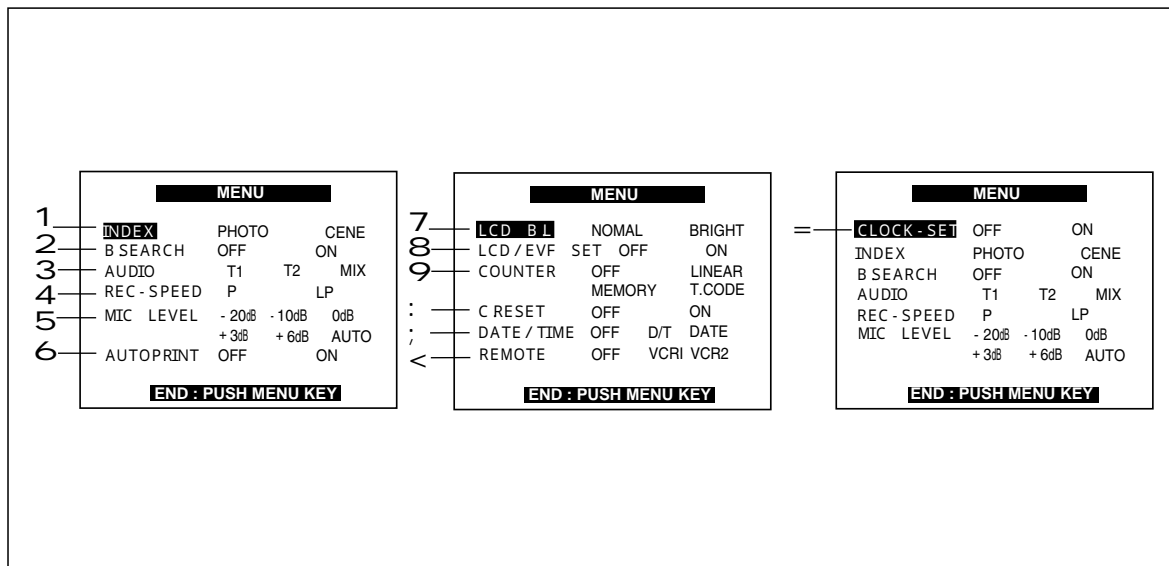 MENU
1 INDEX PHOTO CENE
2 B SEARCH OFF ON
3 AUDIO T1 T2 MIX
4 REC-SPEED P LP
5 MIC LEVEL -20dB -10dB 0dB
+3dB +6dB AUTO
6 AUTOPRINT OFF ON
END : PUSH MENU KEY
MENU
7 LCD B.L NOMAL BRIGHT
8 LCD/EVF SET OFF ON
9 COUNTER OFF LINEAR
MEMORY T.CODE
: C RESET OFF ON
; DATE/TIME OFF D/T DATE
< REMOTE OFF VCRI VCR2
END : PUSH MENU KEY
MENU
= CLOCK-SET OFF ON
INDEX PHOTO CENE
B SEARCH OFF ON
AUDIO T1 T2 MIX
REC-SPEED P LP
MIC LEVEL -20dB -10dB 0dB
+3dB +6dB AUTO
END : PUSH MENU KEY